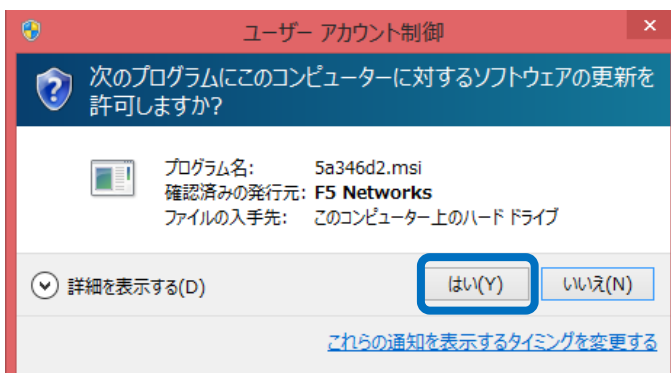 ユーザー アカウント制御
次のプログラムにこのコンピューターに対するソフトウェアの更新を
許可しますか?
プログラム名: 5a346d2.msi
確認済みの発行元: F5 Networks
ファイルの入手先: このコンピューター上のハード ドライブ
詳細を表示する(D) はい(Y) いいえ(N)
これらの通知を表示するタイミングを変更する